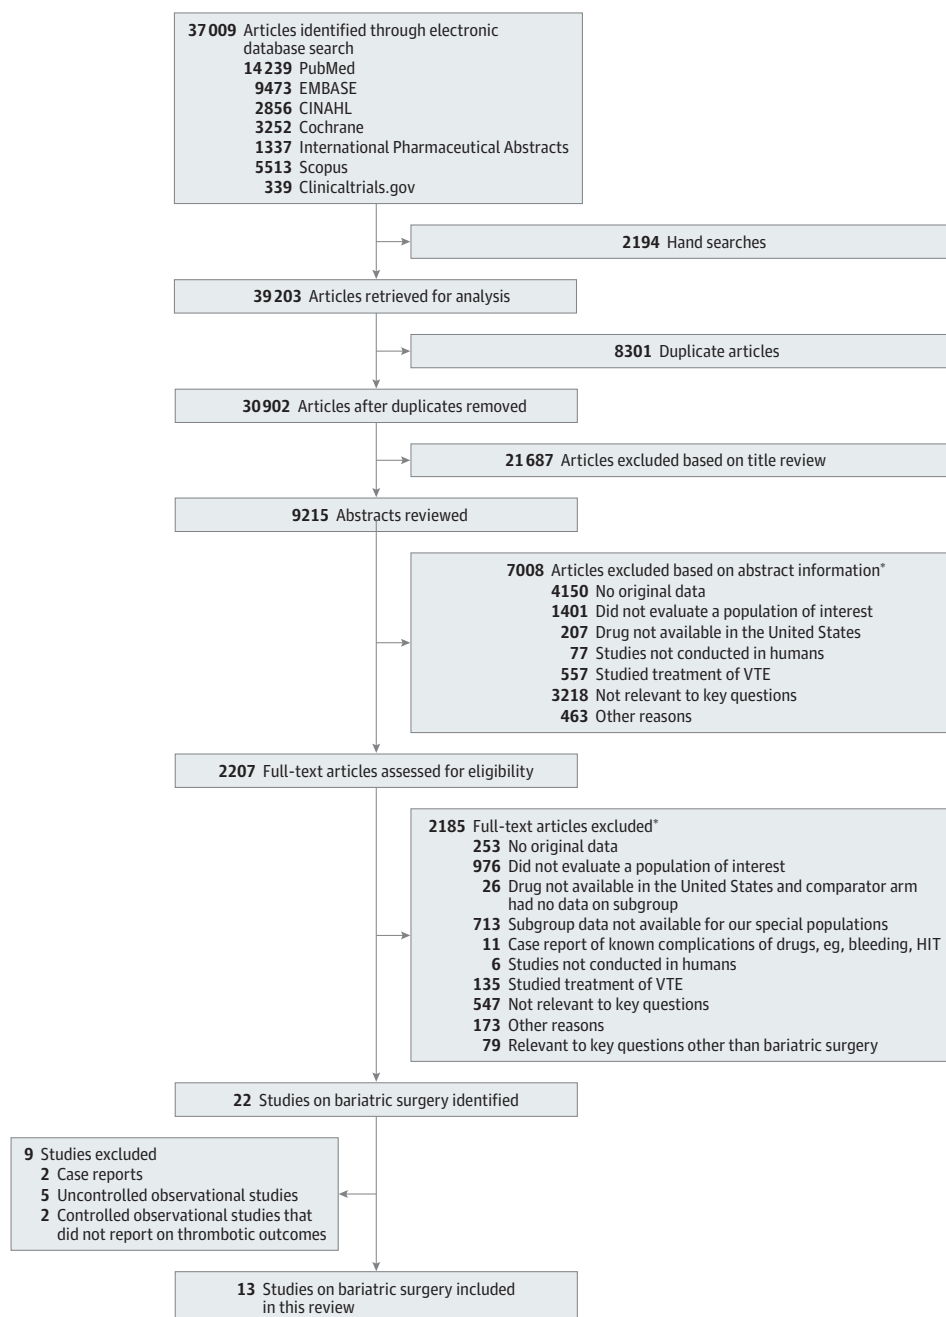 37 009 Articles identified through electronic
database search
14 239 PubMed
9473 EMBASE
2856 CINAHL
3252 Cochrane
1337 International Pharmaceutical Abstracts
5513 Scopus
339 Clinicaltrials.gov
2194 Hand searches
39 203 Articles retrieved for analysis
8301 Duplicate articles
30 902 Articles after duplicates removed
21 687 Articles excluded based on title review
9215 Abstracts reviewed
7008 Articles excluded based on abstract information*
4150 No original data
1401 Did not evaluate a population of interest
207 Drug not available in the United States
77 Studies not conducted in humans
557 Studied treatment of VTE
3218 Not relevant to key questions
463 Other reasons
2207 Full-text articles assessed for eligibility
2185 Full-text articles excluded*
253 No original data
976 Did not evaluate a population of interest
26 Drug not available in the United States and comparator arm
had no data on subgroup
713 Subgroup data not available for our special populations
11 Case report of known complications of drugs, eg, bleeding, HIT
6 Studies not conducted in humans
135 Studied treatment of VTE
547 Not relevant to key questions
173 Other reasons
79 Relevant to key questions other than bariatric surgery
22 Studies on bariatric surgery identified
9 Studies excluded
2 Case reports
5 Uncontrolled observational studies
2 Controlled observational studies that
did not report on thrombotic outcomes
13 Studies on bariatric surgery included
in this review